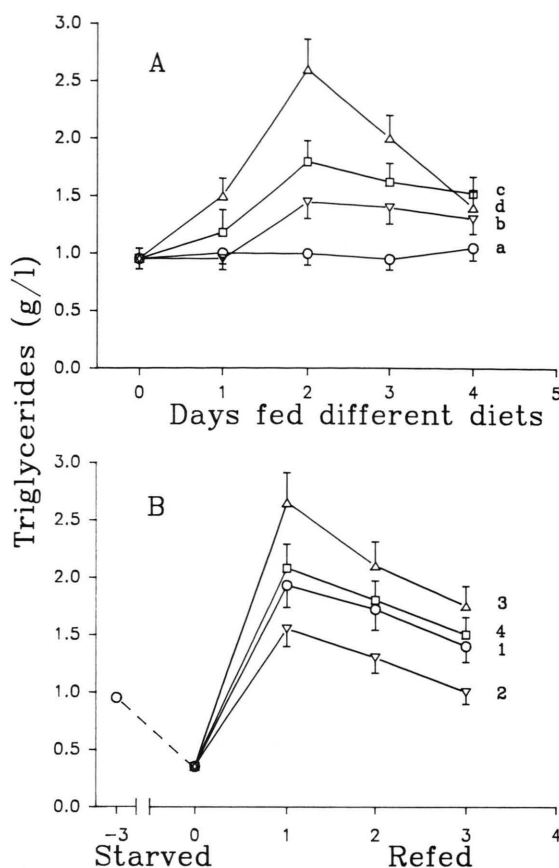 Triglycerides (g/l)
A
3.0
2.5
2.0
1.5
1.0
0.5
0.0
c
d
b
a
0 1 2 3 4 5
Days fed different diets
B
3.0
2.5
2.0
1.5
1.0
0.5
0.0
3
4
1
2
-3 0 1 2 3 4
Starved Refed